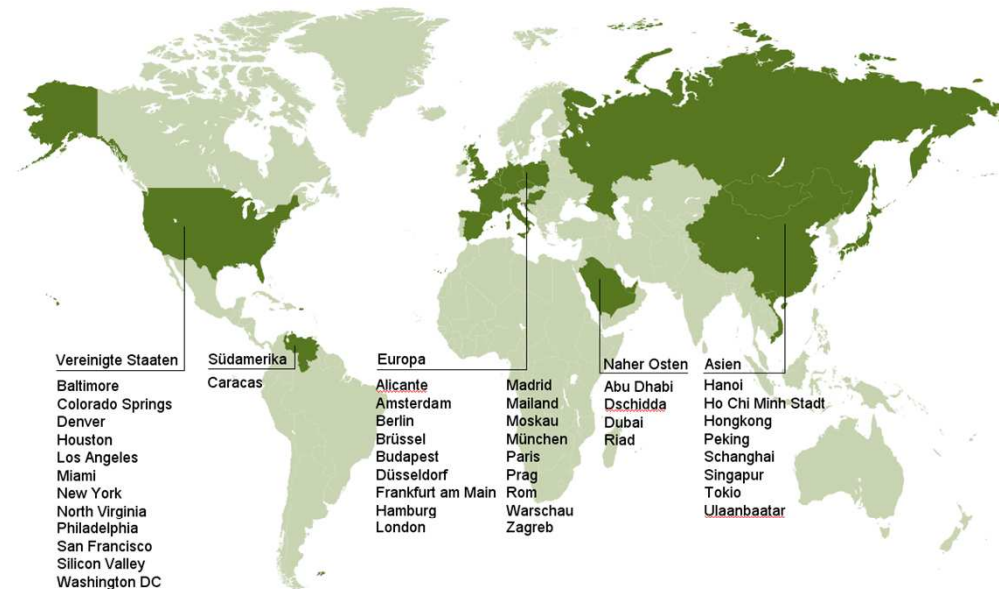 Vereinigte Staaten
Baltimore
Colorado Springs
Denver
Houston
Los Angeles
Miami
New York
North Virginia
Philadelphia
San Francisco
Silicon Valley
Washington DC
Südamerika
Caracas
Europa
Alicante
Amsterdam
Berlin
Brüssel
Budapest
Düsseldorf
Frankfurt am Main
Hamburg
London
Madrid
Mailand
Moskau
München
Paris
Prag
Rom
Warschau
Zagreb
Naher Osten
Abu Dhabi
Dschidda
Dubai
Riad
Asien
Hanoi
Ho Chi Minh Stadt
Hongkong
Peking
Schanghai
Singapur
Tokio
Ulaanbaatar